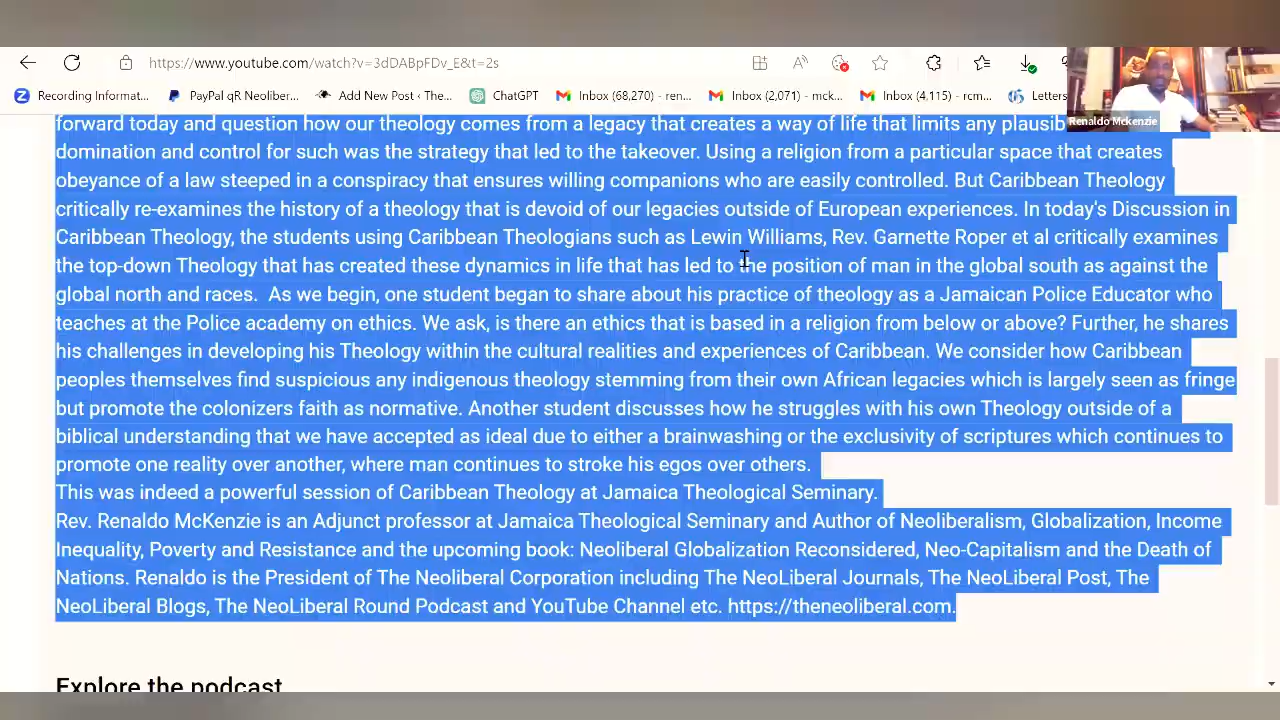 https://www.youtube.com/watch?v=3dDABpFDv_E&t=2s
Recording Informat... PayPal qR Neoliber... Add New Post ‹ The... ChatGPT Inbox (68,270) - ren... Inbox (2,071) - mck... Inbox (4,115) - rcm... Letters
Renaldo Mckenzie
forward today and question how our theology comes from a legacy that creates a way of life that limits any
domination and control for such was the strategy that led to the takeover. Using a religion from a particular space that creates
obeyance of a law steeped in a conspiracy that ensures willing companions who are easily controlled. But Caribbean Theology
critically re-examines the history of a theology that is devoid of our legacies outside of European experiences. In today's Discussion in
Caribbean Theology, the students using Caribbean Theologians such as Lewin Williams, Rev. Garnette Roper et al critically examines
the top-down Theology that has created these dynamics in life that has led to the position of man in the global south as against the
global north and races. As we begin, one student began to share about his practice of theology as a Jamaican Police Educator who
teaches at the Police academy on ethics. We ask, is there an ethics that is based in a religion from below or above? Further, he shares
his challenges in developing his Theology within the cultural realities and experiences of Caribbean. We consider how Caribbean
peoples themselves find suspicious any indigenous theology stemming from their own African legacies which is largely seen as fringe
but promote the colonizers faith as normative. Another student discusses how he struggles with his own Theology outside of a
biblical understanding that we have accepted as ideal due to either a brainwashing or the exclusivity of scriptures which continues to
promote one reality over another, where man continues to stroke his egos over others.
This was indeed a powerful session of Caribbean Theology at Jamaica Theological Seminary.
Rev. Renaldo McKenzie is an Adjunct professor at Jamaica Theological Seminary and Author of Neoliberalism, Globalization, Income
Inequality, Poverty and Resistance and the upcoming book: Neoliberal Globalization Reconsidered, Neo-Capitalism and the Death of
Nations. Renaldo is the President of The Neoliberal Corporation including The NeoLiberal Journals, The NeoLiberal Post, The
NeoLiberal Blogs, The NeoLiberal Round Podcast and YouTube Channel etc. https://theneoliberal.com.
Explore the podcast